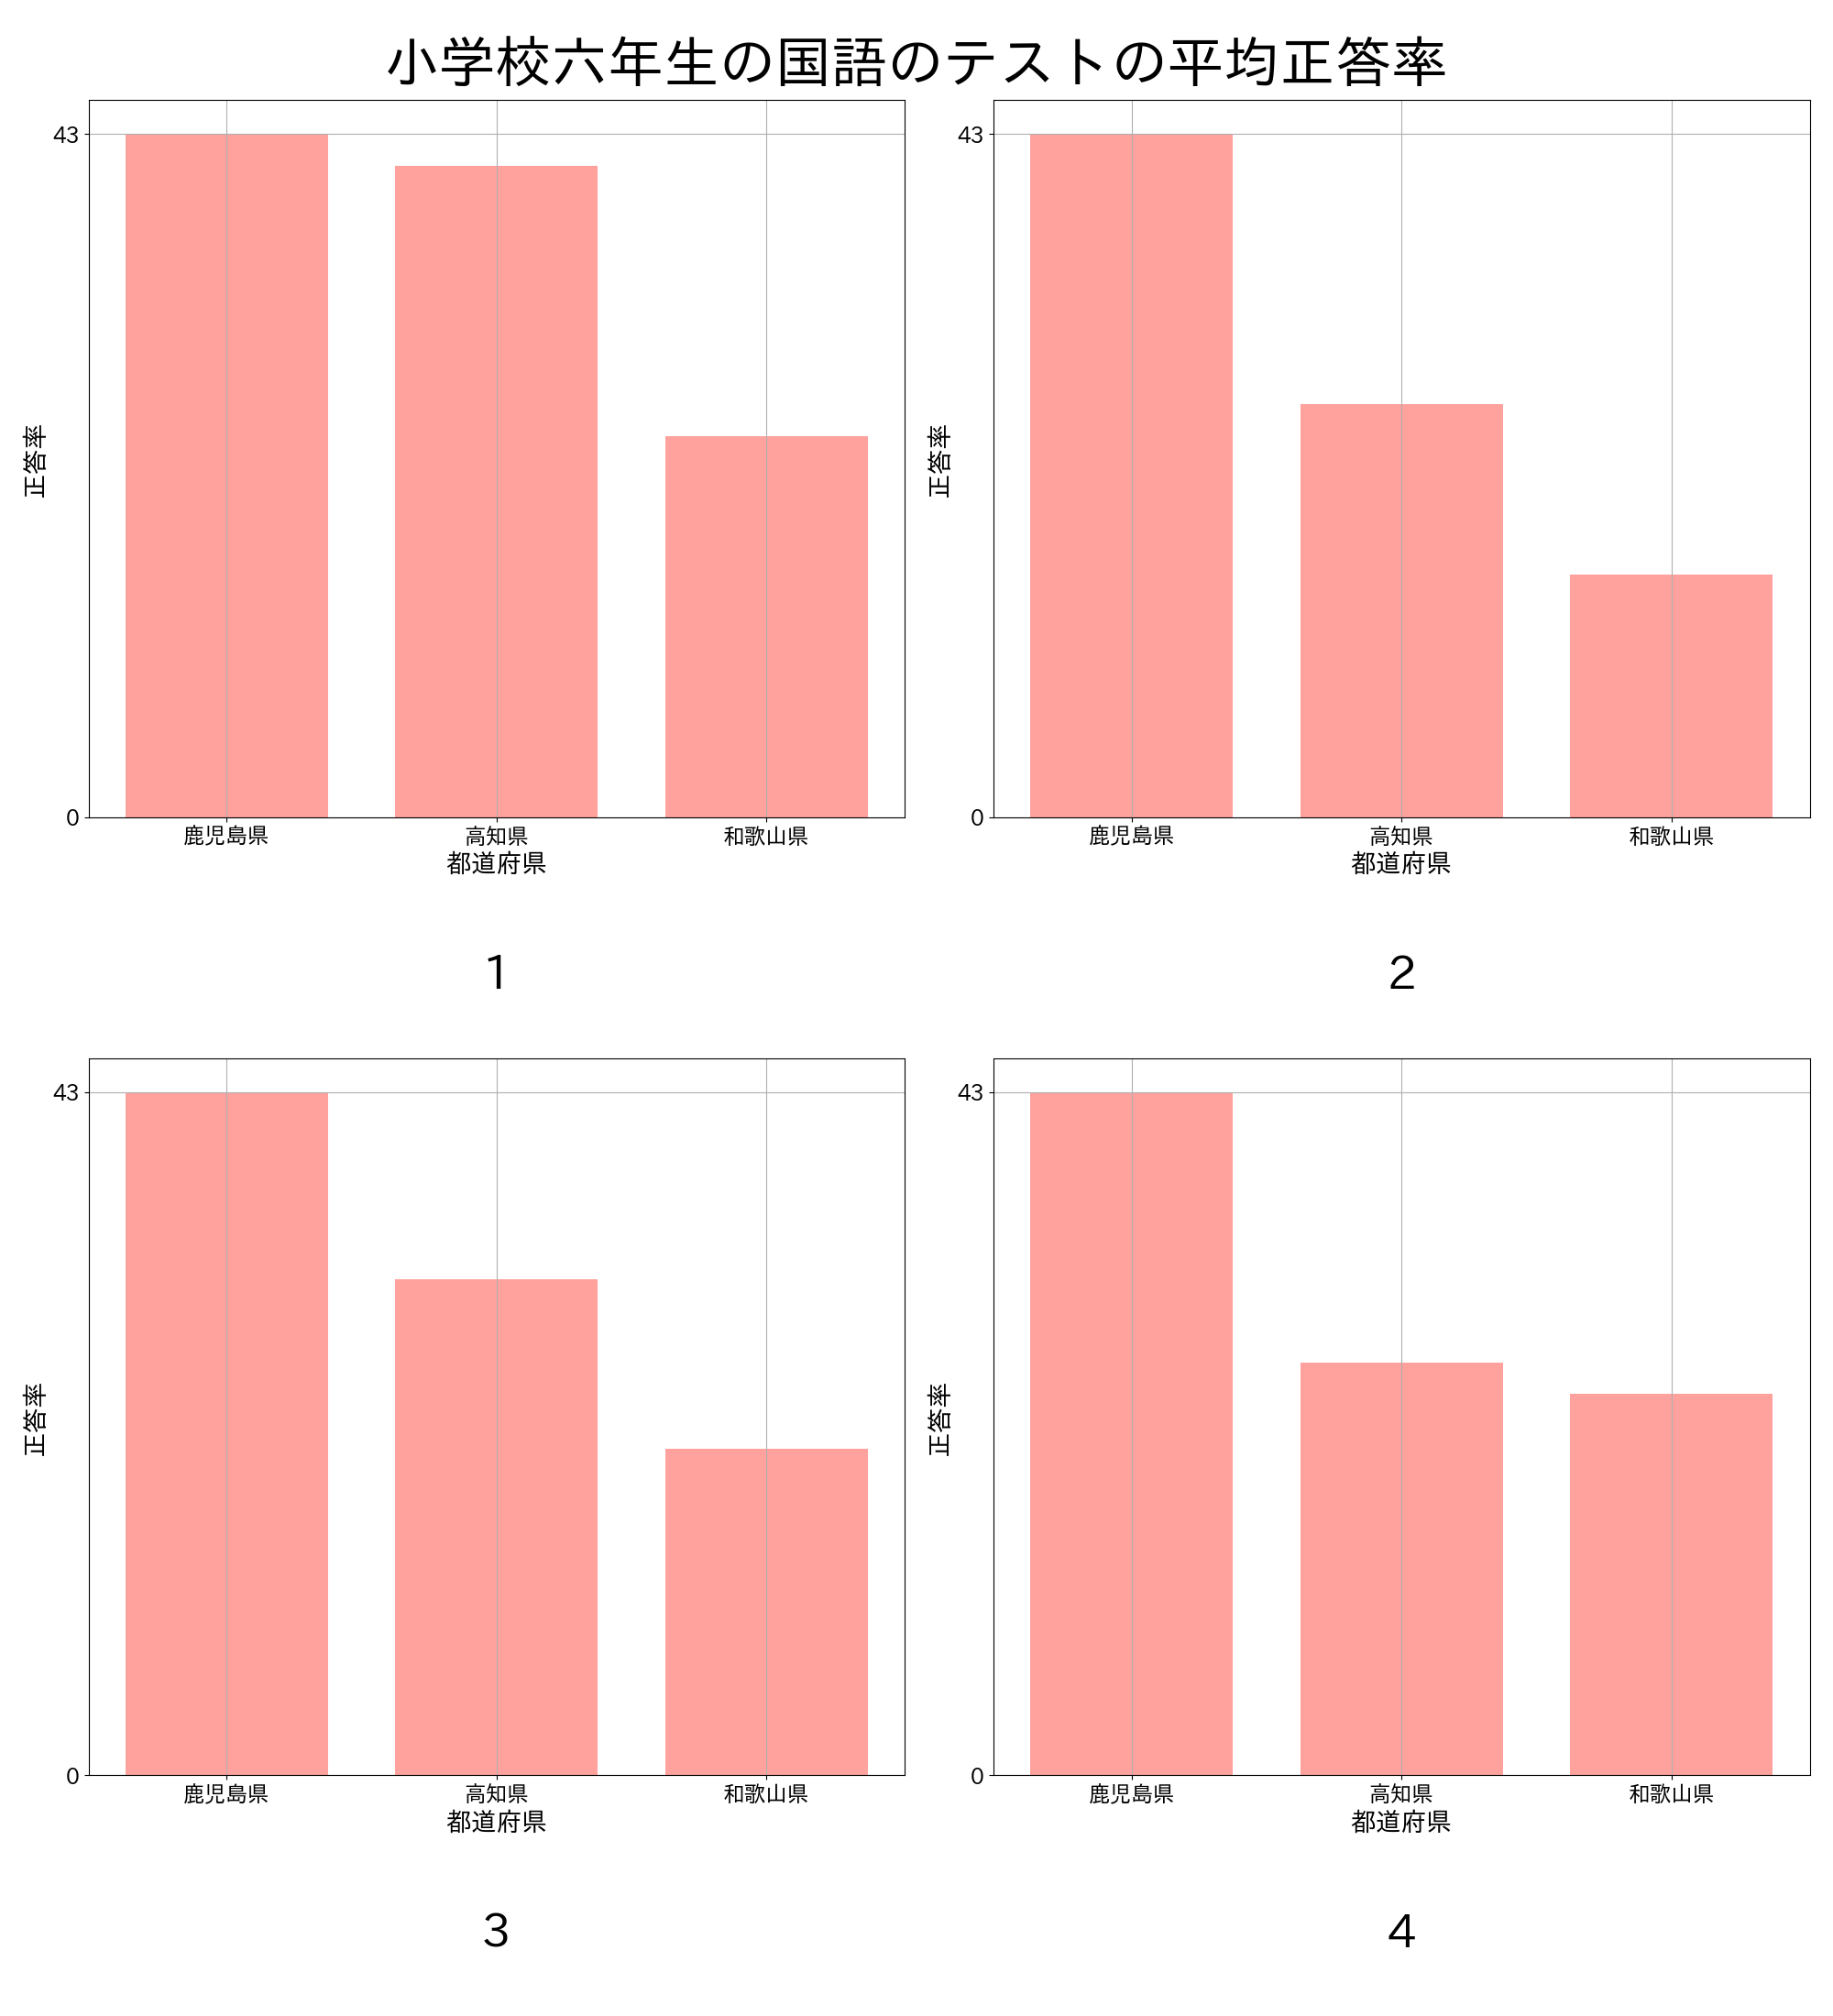 小学校六年生の国語のテストの平均正答率
43
0
正答率
鹿児島県 高知県 和歌山県
都道府県
1
43
0
正答率
鹿児島県 高知県 和歌山県
都道府県
2
43
0
正答率
鹿児島県 高知県 和歌山県
都道府県
3
43
0
正答率
鹿児島県 高知県 和歌山県
都道府県
4